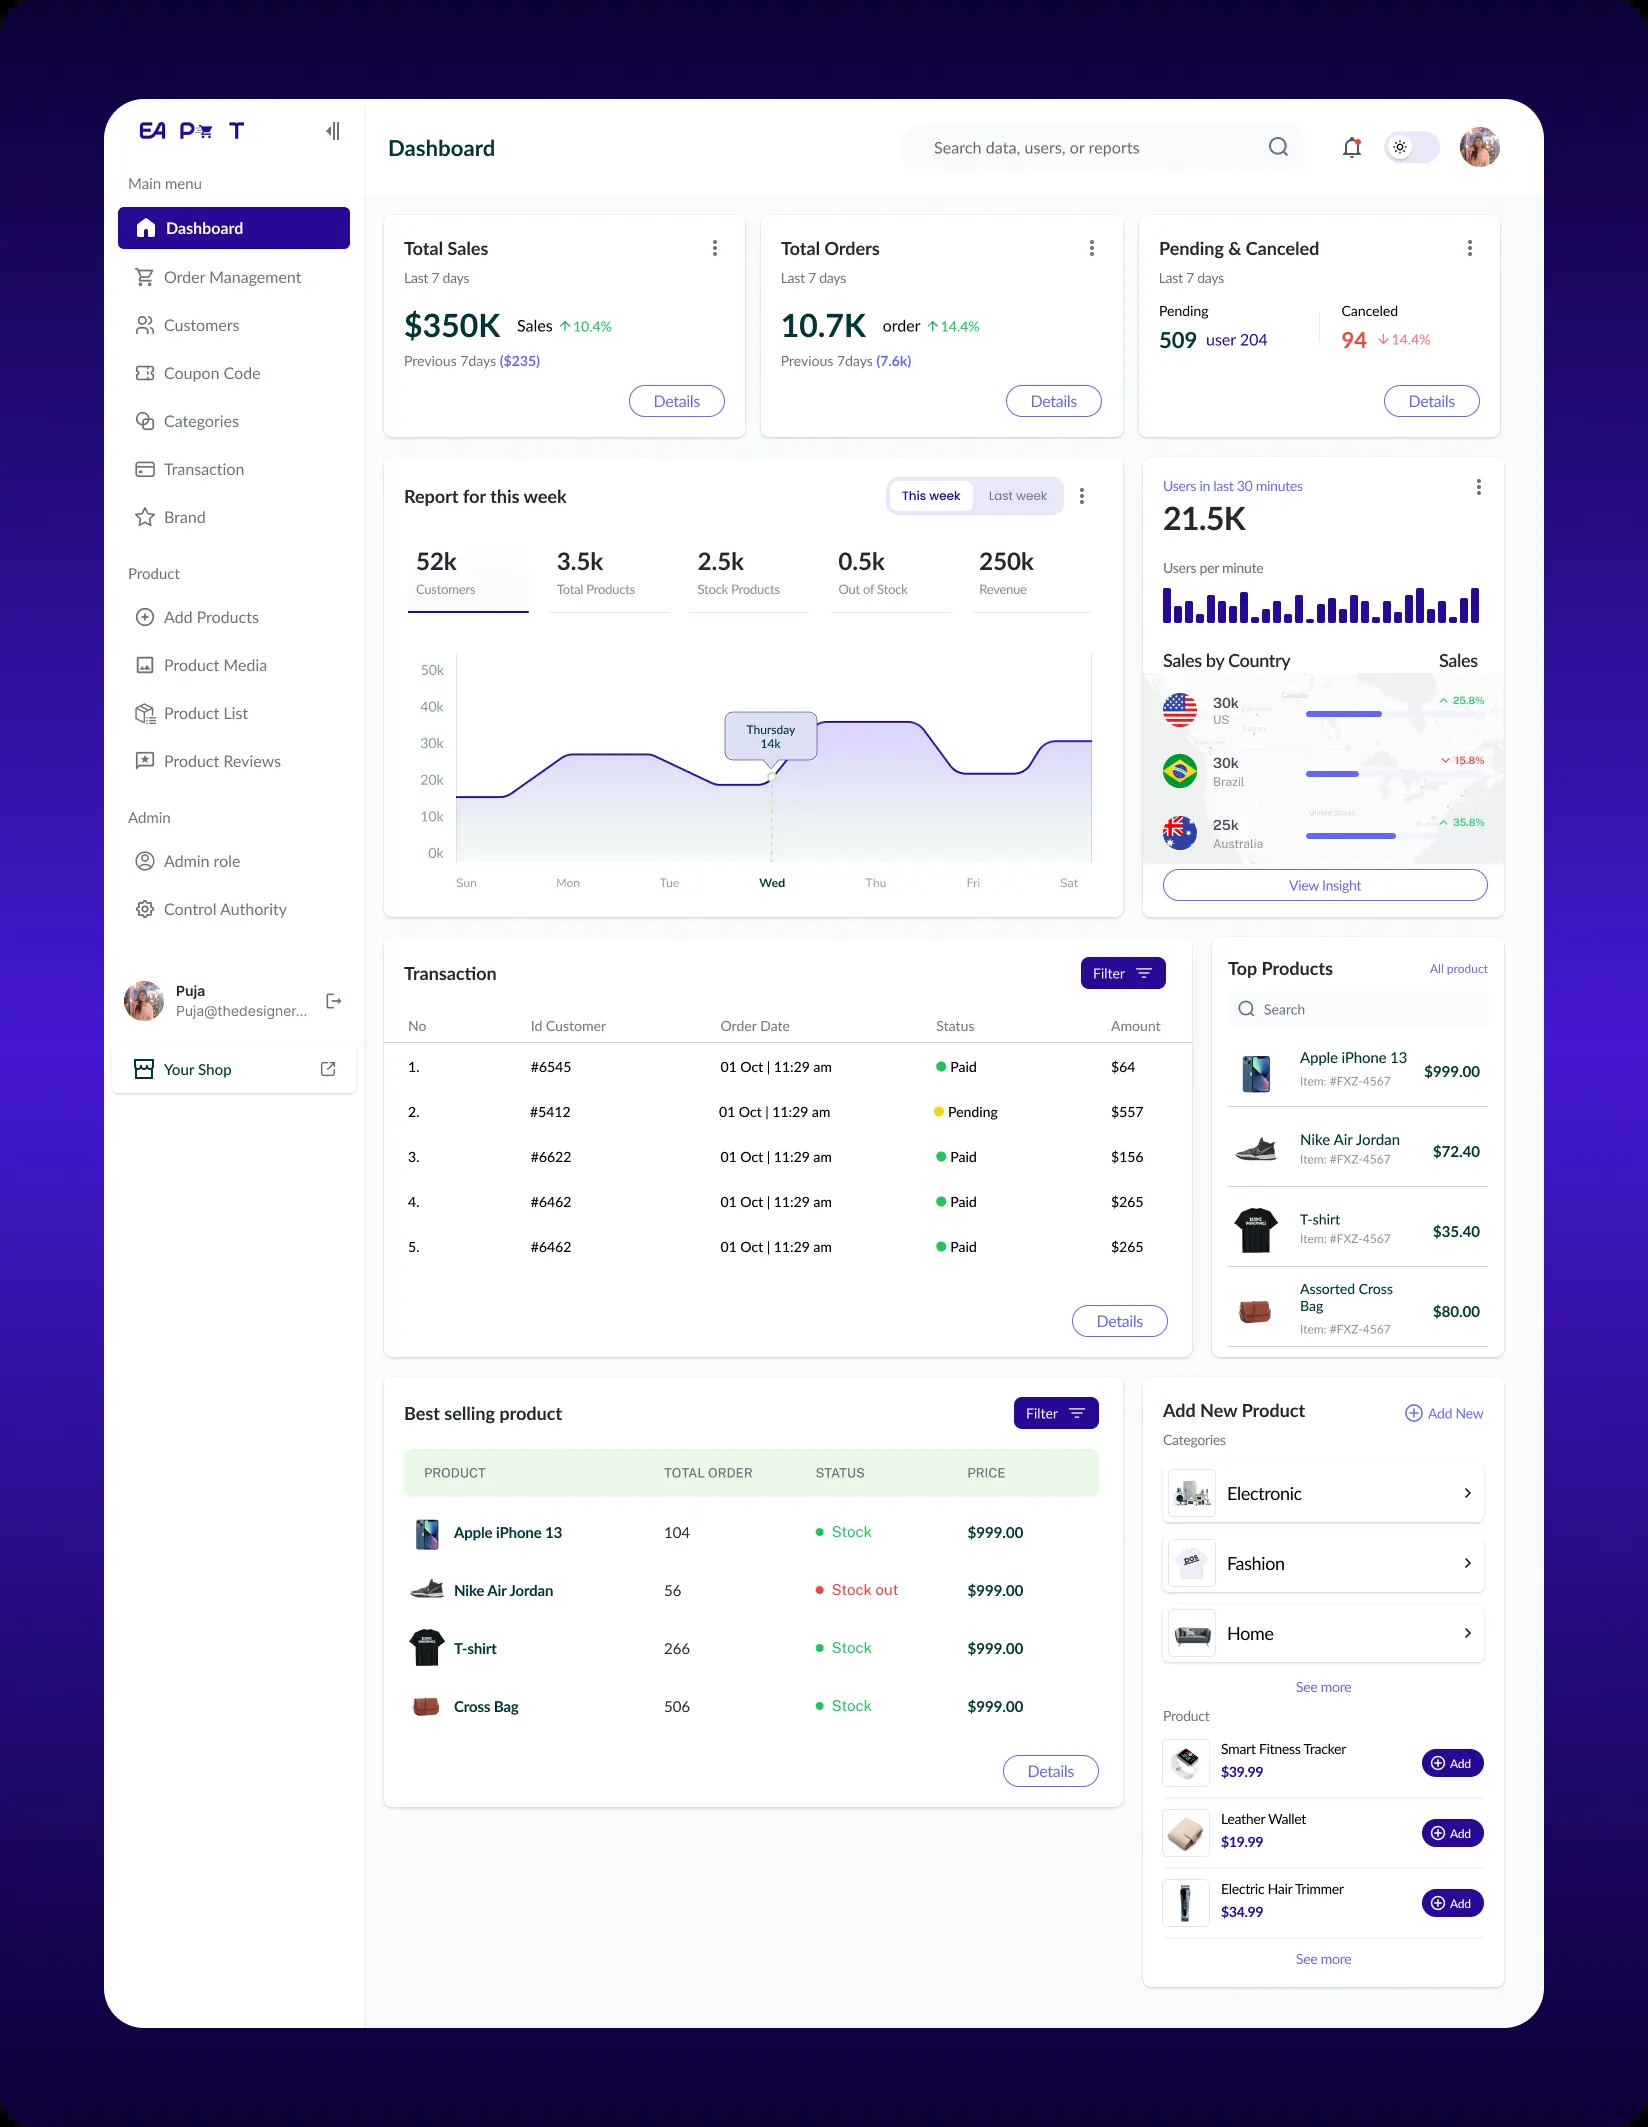 EA P T
Main menu
Dashboard
Order Management
Customers
Coupon Code
Categories
Transaction
Brand
Product
Add Products
Product Media
Product List
Product Reviews
Admin
Admin role
Control Authority
Puja
Puja@thedesigner...
Your Shop
Dashboard
Search data, users, or reports
Total Sales
Last 7 days
$350K Sales 10.4%
Previous 7days ($235)
Details
Total Orders
Last 7 days
10.7K order 14.4%
Previous 7days (7.6k)
Details
Pending & Canceled
Last 7 days
Pending
509 user 204
Canceled
94 14.4%
Details
Report for this week
This week Last week
52k
Customers
3.5k
Total Products
2.5k
Stock Products
0.5k
Out of Stock
250k
Revenue
50k
40k
30k
20k
10k
0k
Thursday
14k
Sun Mon Tue Wed Thu Fri Sat
Users in last 30 minutes
21.5K
Users per minute
Sales by Country Sales
Canada
30k
US
25.8%
30k
Brazil
15.8%
United States
25k
Australia
35.8%
View Insight
Transaction
Filter
No Id Customer Order Date Status Amount
1. #6545 01 Oct | 11:29 am Paid $64
2. #5412 01 Oct | 11:29 am Pending $557
3. #6622 01 Oct | 11:29 am Paid $156
4. #6462 01 Oct | 11:29 am Paid $265
5. #6462 01 Oct | 11:29 am Paid $265
Details
Top Products All product
Search
Apple iPhone 13
Item: #FXZ-4567
$999.00
Nike Air Jordan
Item: #FXZ-4567
$72.40
T-shirt
Item: #FXZ-4567
$35.40
Assorted Cross
Bag
Item: #FXZ-4567
$80.00
Best selling product
Filter
PRODUCT TOTAL ORDER STATUS PRICE
Apple iPhone 13 104 Stock $999.00
Nike Air Jordan 56 Stock out $999.00
T-shirt 266 Stock $999.00
Cross Bag 506 Stock $999.00
Details
Add New Product Add New
Categories
Electronic
Fashion
Home
See more
Product
Smart Fitness Tracker
$39.99
Add
Leather Wallet
$19.99
Add
Electric Hair Trimmer
$34.99
Add
See more